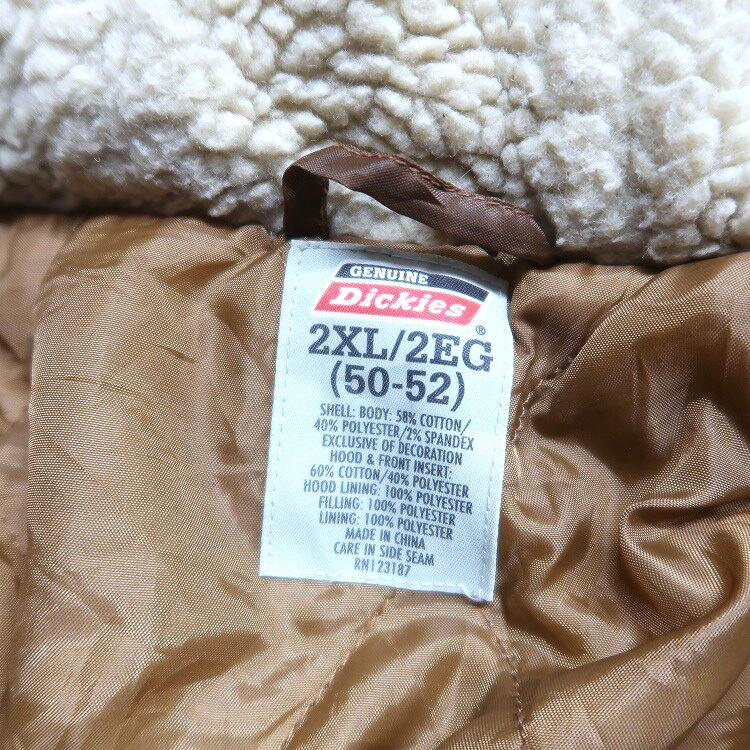 GENUINE
Dickies
®
2XL/2EG
(50-52)
SHELL: BODY: 58% COTTON/
40% POLYESTER/2% SPANDEX
EXCLUSIVE OF DECORATION
HOOD & FRONT INSERT:
60% COTTON/40% POLYESTER
HOOD LINING: 100% POLYESTER
FILLING: 100% POLYESTER
LINING: 100% POLYESTER
MADE IN CHINA
CARE IN SIDE SEAM
RN123187